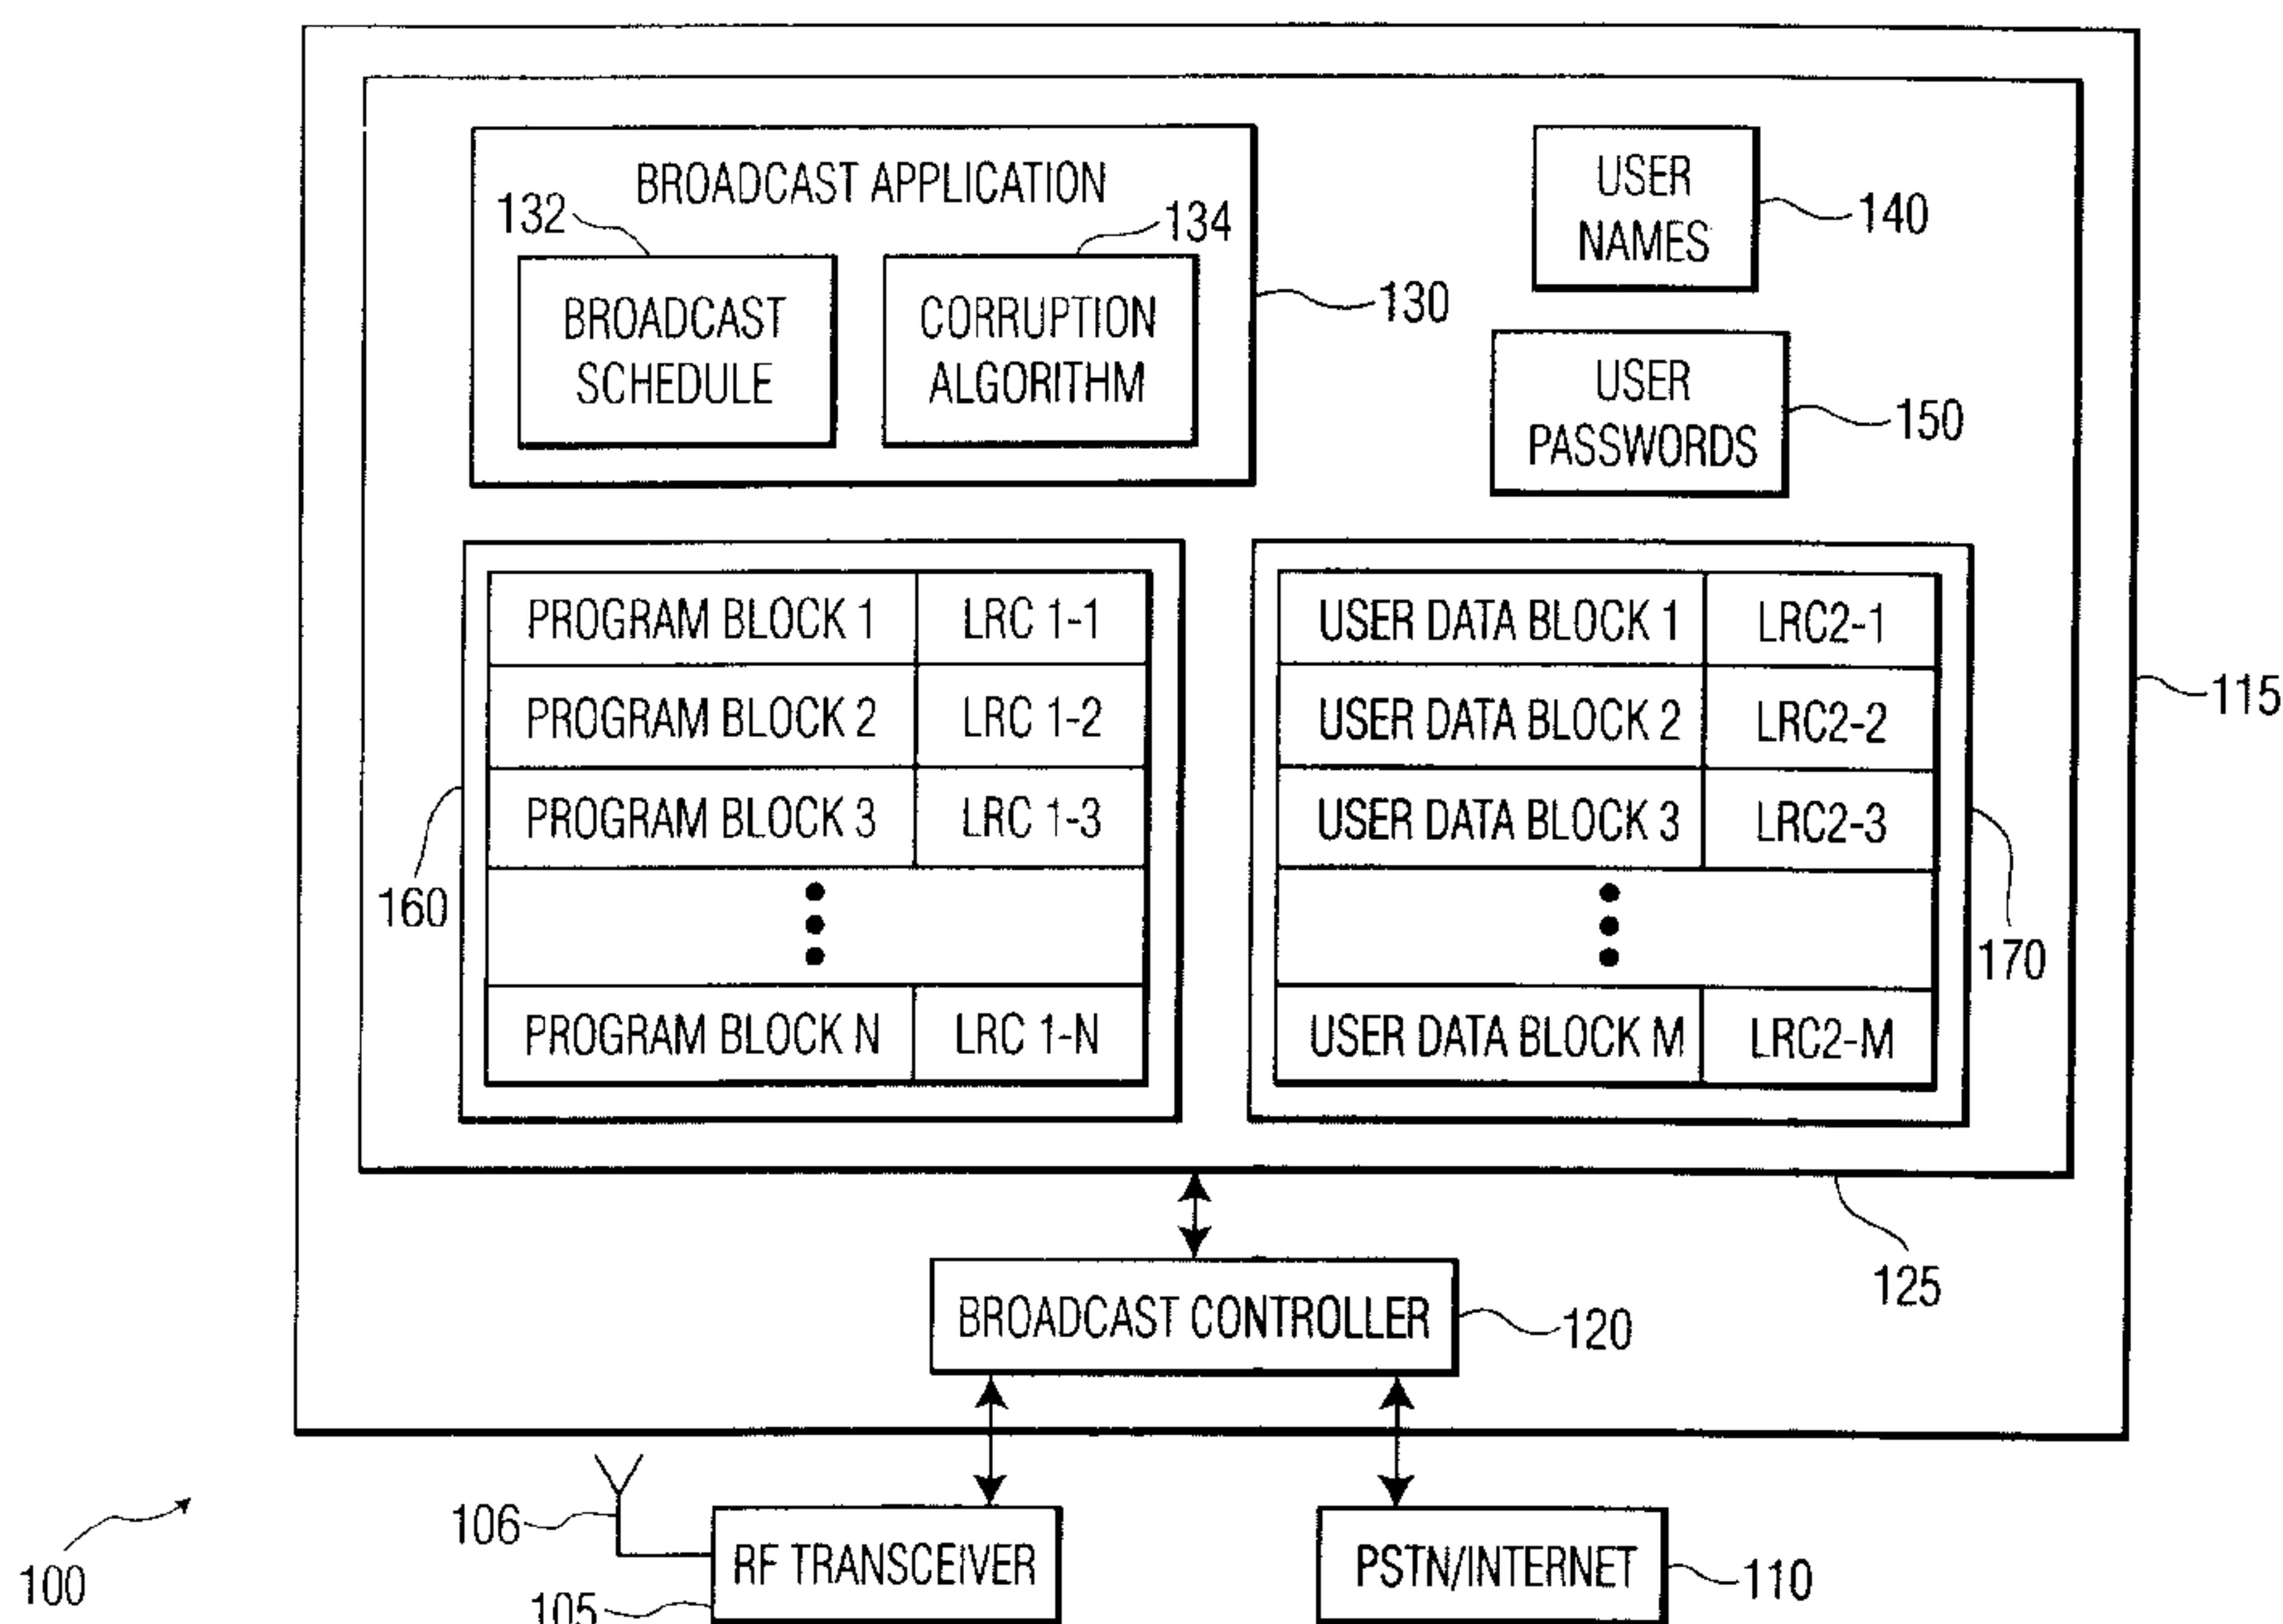 BROADCAST APPLICATION
132
134
BROADCAST
SCHEDULE
CORRUPTION
ALGORITHM
130
USER
NAMES
140
USER
PASSWORDS
150
PROGRAM BLOCK 1 LRC 1-1
PROGRAM BLOCK 2 LRC 1-2
PROGRAM BLOCK 3 LRC 1-3
PROGRAM BLOCK N LRC 1-N
160
USER DATA BLOCK 1 LRC2-1
USER DATA BLOCK 2 LRC2-2
USER DATA BLOCK 3 LRC2-3
USER DATA BLOCK M LRC2-M
170
115
125
BROADCAST CONTROLLER
120
106
RF TRANSCEIVER
105
PSTN/INTERNET
110
100